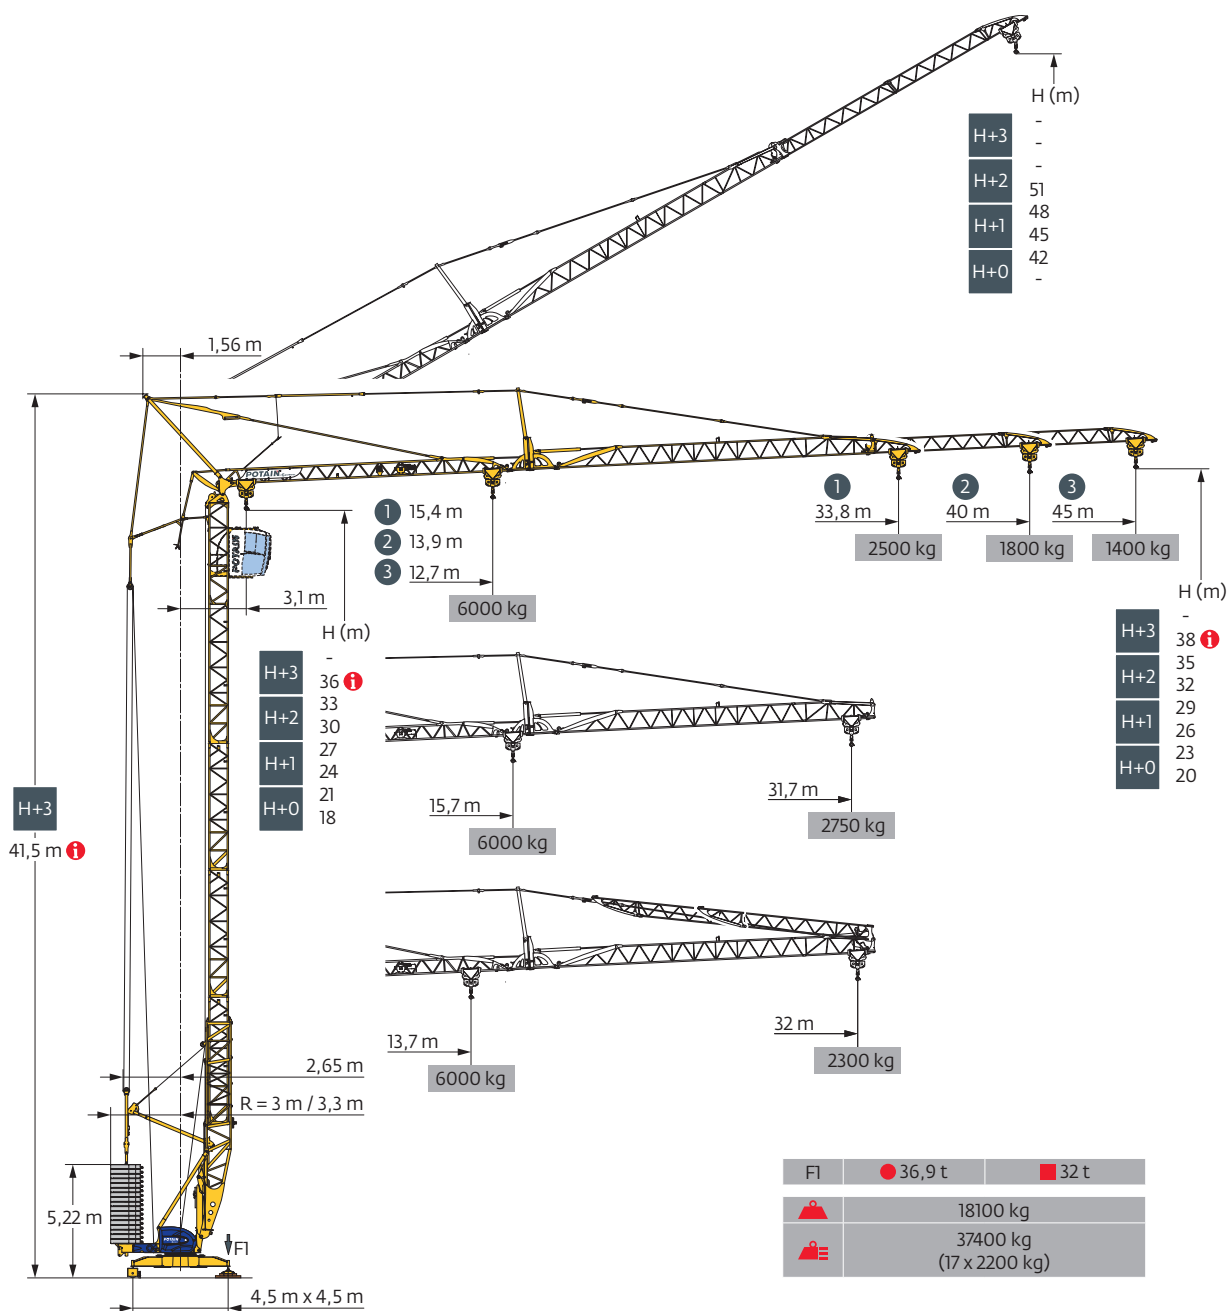 H (m)
H+3
-
-
H+2
-
51
H+1
48
45
H+0
42
-
1,56 m
POTAIN
POTAIN
1 15,4 m
2 13,9 m
3 12,7 m
6000 kg
1
33,8 m
2500 kg
2
40 m
1800 kg
3
45 m
1400 kg
3,1 m
H (m)
H+3
-
36 i
H+2
33
30
H+1
27
24
H+0
21
18
H (m)
H+3
-
38 i
H+2
35
32
H+1
29
26
H+0
23
20
H+3
41,5 m i
15,7 m
6000 kg
31,7 m
2750 kg
13,7 m
6000 kg
32 m
2300 kg
2,65 m
R = 3 m / 3,3 m
5,22 m
POTAIN
F1
4,5 m x 4,5 m
F1 36,9 t 32 t
18100 kg
37400 kg
(17 x 2200 kg)